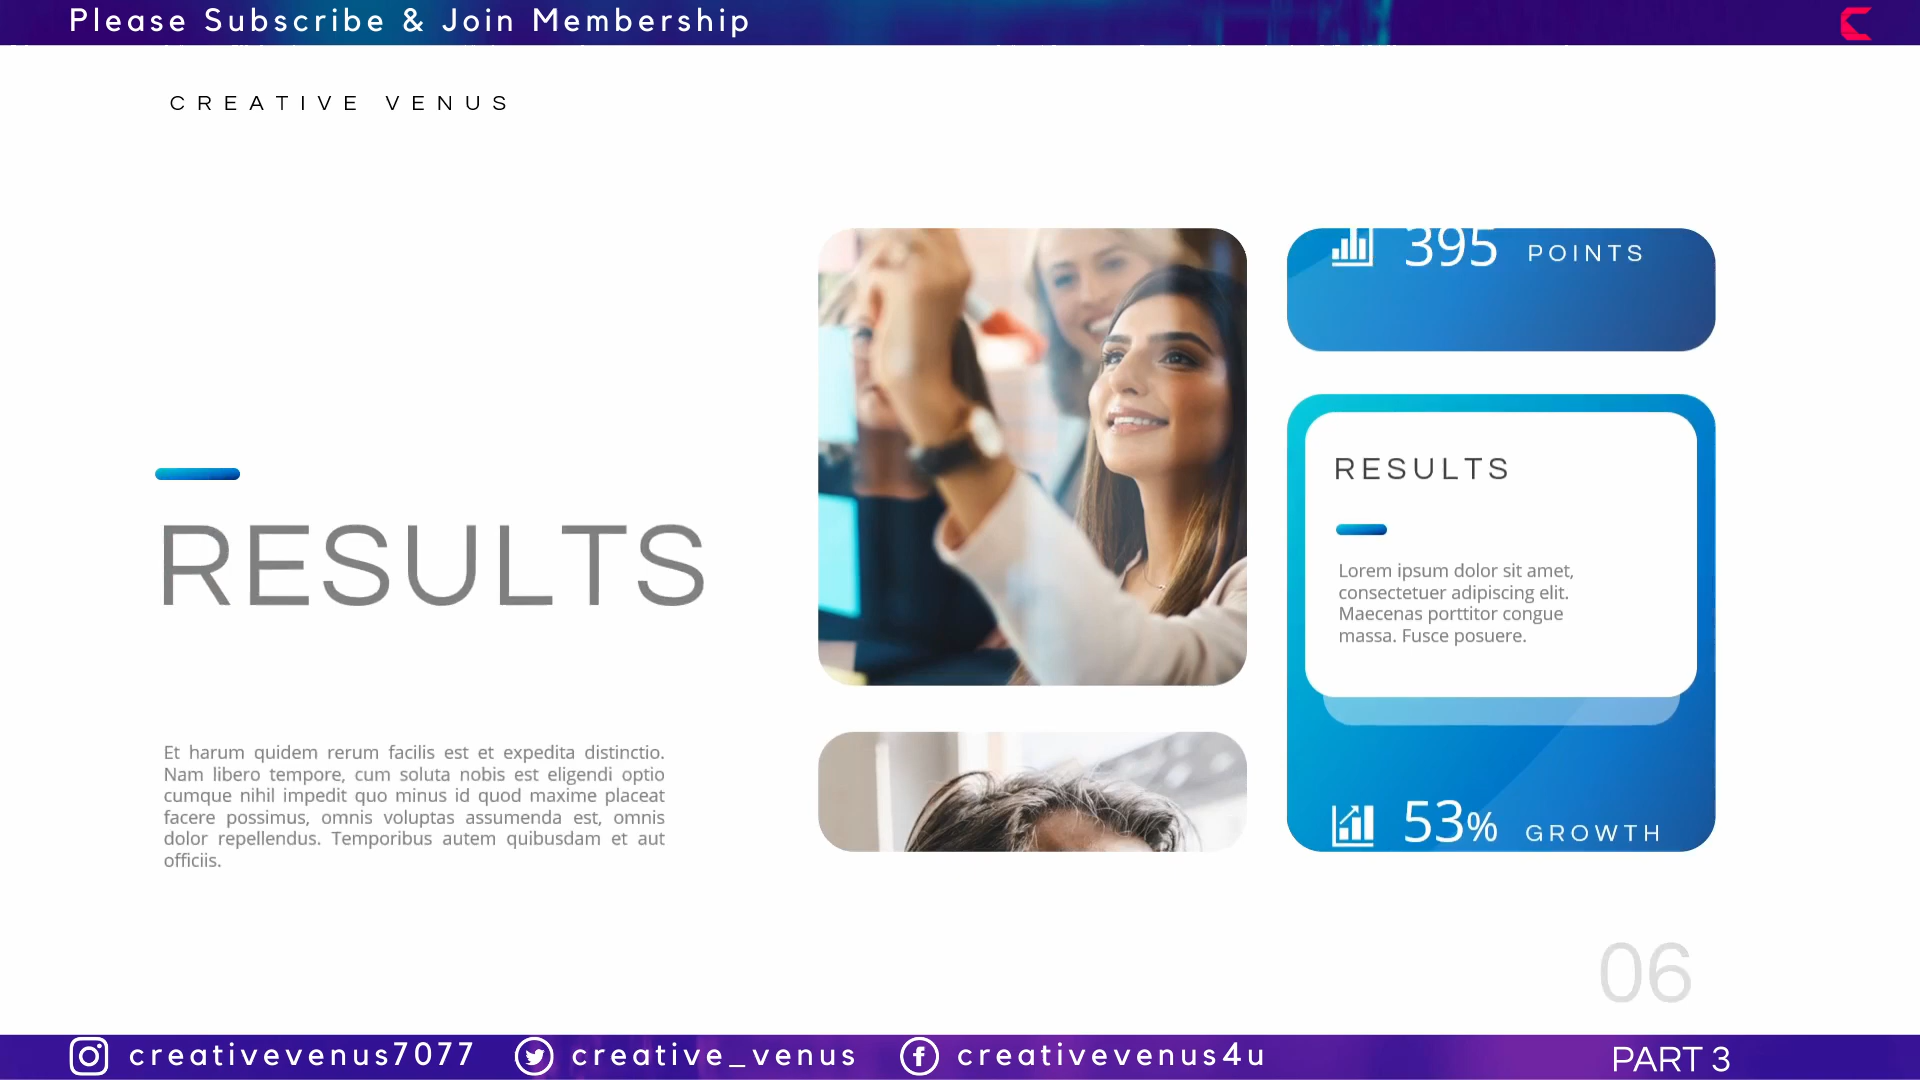 Please Subscribe & Join Membership
CREATIVE VENUS
RESULTS
Et harum quidem rerum facilis est et expedita distinctio.
Nam libero tempore, cum soluta nobis est eligendi optio
cumque nihil impedit quo minus id quod maxime placeat
facere possimus, omnis voluptas assumenda est, omnis
dolor repellendus. Temporibus autem quibusdam et aut
officiis.
395 POINTS
RESULTS
Lorem ipsum dolor sit amet,
consectetuer adipiscing elit.
Maecenas porttitor congue
massa. Fusce posuere.
53% GROWTH
06
creativevenus7077 creative_venus creativevenus4u PART 3